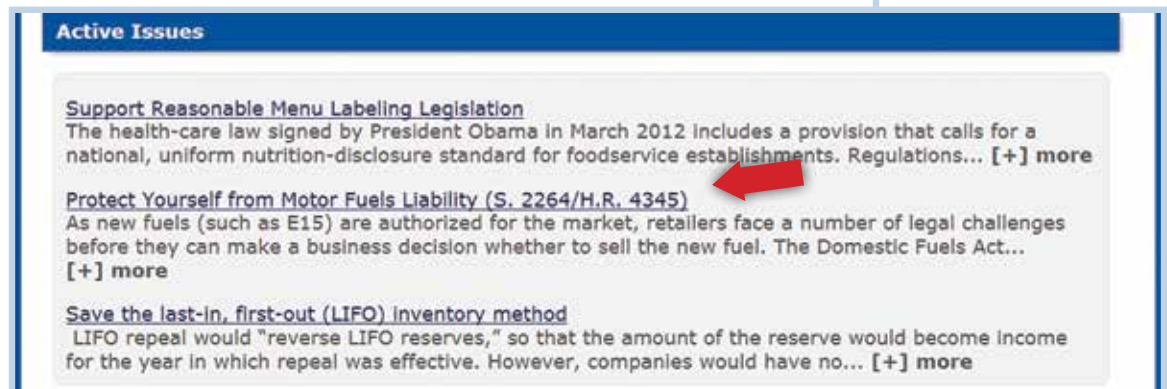 Active Issues
Support Reasonable Menu Labeling Legislation
The health-care law signed by President Obama in March 2012 includes a provision that calls for a
national, uniform nutrition-disclosure standard for foodservice establishments. Regulations... [+] more
Protect Yourself from Motor Fuels Liability (S. 2264/H.R. 4345)
As new fuels (such as E15) are authorized for the market, retailers face a number of legal challenges
before they can make a business decision whether to sell the new fuel. The Domestic Fuels Act...
[+] more
Save the last-in, first-out (LIFO) inventory method
LIFO repeal would "reverse LIFO reserves," so that the amount of the reserve would become income
for the year in which repeal was effective. However, companies would have no... [+] more